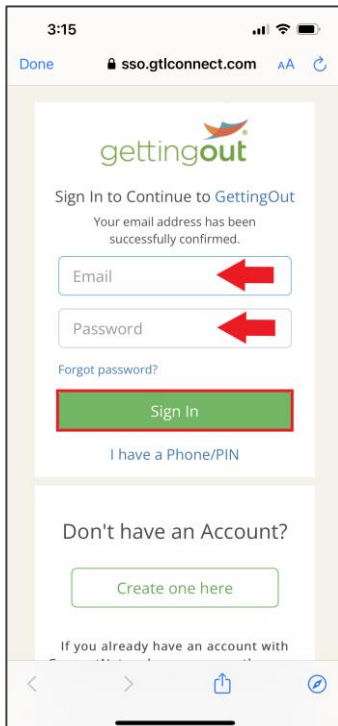 3:15
Done sso.gtlconnect.com AA
gettingout
Sign In to Continue to GettingOut
Your email address has been
successfully confirmed.
Email
Password
Forgot password?
Sign In
I have a Phone/PIN
Don't have an Account?
Create one here
If you already have an account with